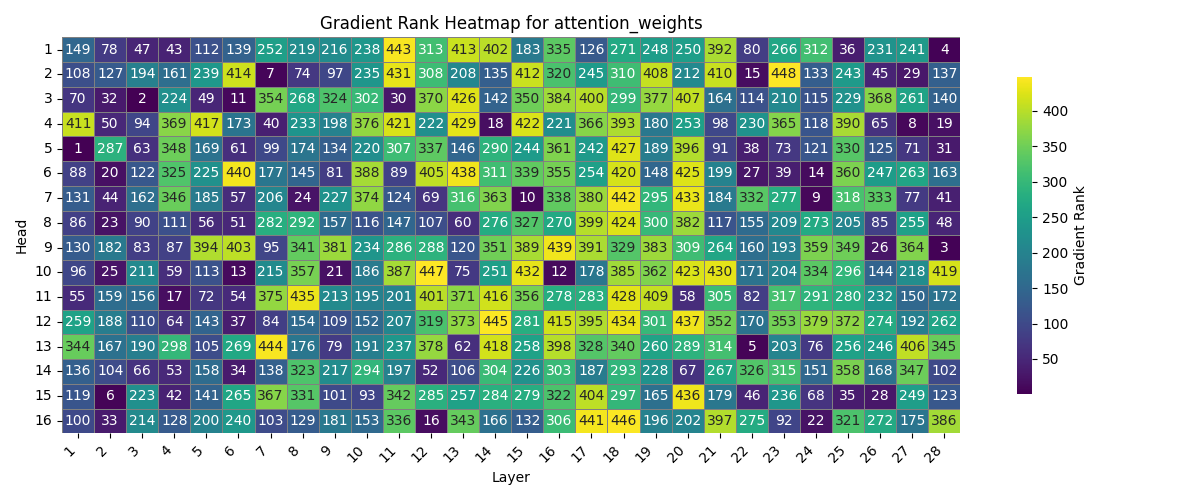 Gradient Rank Heatmap for attention_weights
1 149 78 47 43 112 139 252 219 216 238 443 313 413 402 183 335 126 271 248 250 392 80 266 312 36 231 241 4
2 108 127 194 161 239 414 7 74 97 235 431 308 208 135 412 320 245 310 408 212 410 15 448 133 243 45 29 137
3 70 32 2 224 49 11 354 268 324 302 30 370 426 142 350 384 400 299 377 407 164 114 210 115 229 368 261 140
4 411 50 94 369 417 173 40 233 198 376 421 222 429 18 422 221 366 393 180 253 98 230 365 118 390 65 8 19
5 1 287 63 348 169 61 99 174 134 220 307 337 146 290 244 361 242 427 189 396 91 38 73 121 330 125 71 31
6 88 20 122 325 225 440 177 145 81 388 89 405 438 311 339 355 254 420 148 425 199 27 39 14 360 247 263 163
7 131 44 162 346 185 57 206 24 227 374 124 69 316 363 10 338 380 442 295 433 184 332 277 9 318 333 77 41
8 86 23 90 111 56 51 282 292 157 116 147 107 60 276 327 270 399 424 300 382 117 155 209 273 205 85 255 48
9 130 182 83 87 394 403 95 341 381 234 286 288 120 351 389 439 391 329 383 309 264 160 193 359 349 26 364 3
10 96 25 211 59 113 13 215 357 21 186 387 447 75 251 432 12 178 385 362 423 430 171 204 334 296 144 218 419
11 55 159 156 17 72 54 375 435 213 195 201 401 371 416 356 278 283 428 409 58 305 82 317 291 280 232 150 172
12 259 188 110 64 143 37 84 154 109 152 207 319 373 445 281 415 395 434 301 437 352 170 353 379 372 274 192 262
13 344 167 190 298 105 269 444 176 79 191 237 378 62 418 258 398 328 340 260 289 314 5 203 76 256 246 406 345
14 136 104 66 53 158 34 138 323 217 294 197 52 106 304 226 303 187 293 228 67 267 326 315 151 358 168 347 102
15 119 6 223 42 141 265 367 331 101 93 342 285 257 284 279 322 404 297 165 436 179 46 236 68 35 28 249 123
16 100 33 214 128 200 240 103 129 181 153 336 16 343 166 132 306 441 446 196 202 397 275 92 22 321 272 175 386
1 2 3 4 5 6 7 8 9 10 11 12 13 14 15 16 17 18 19 20 21 22 23 24 25 26 27 28
Layer
Head
400
350
300
250
200
150
100
50
Gradient Rank